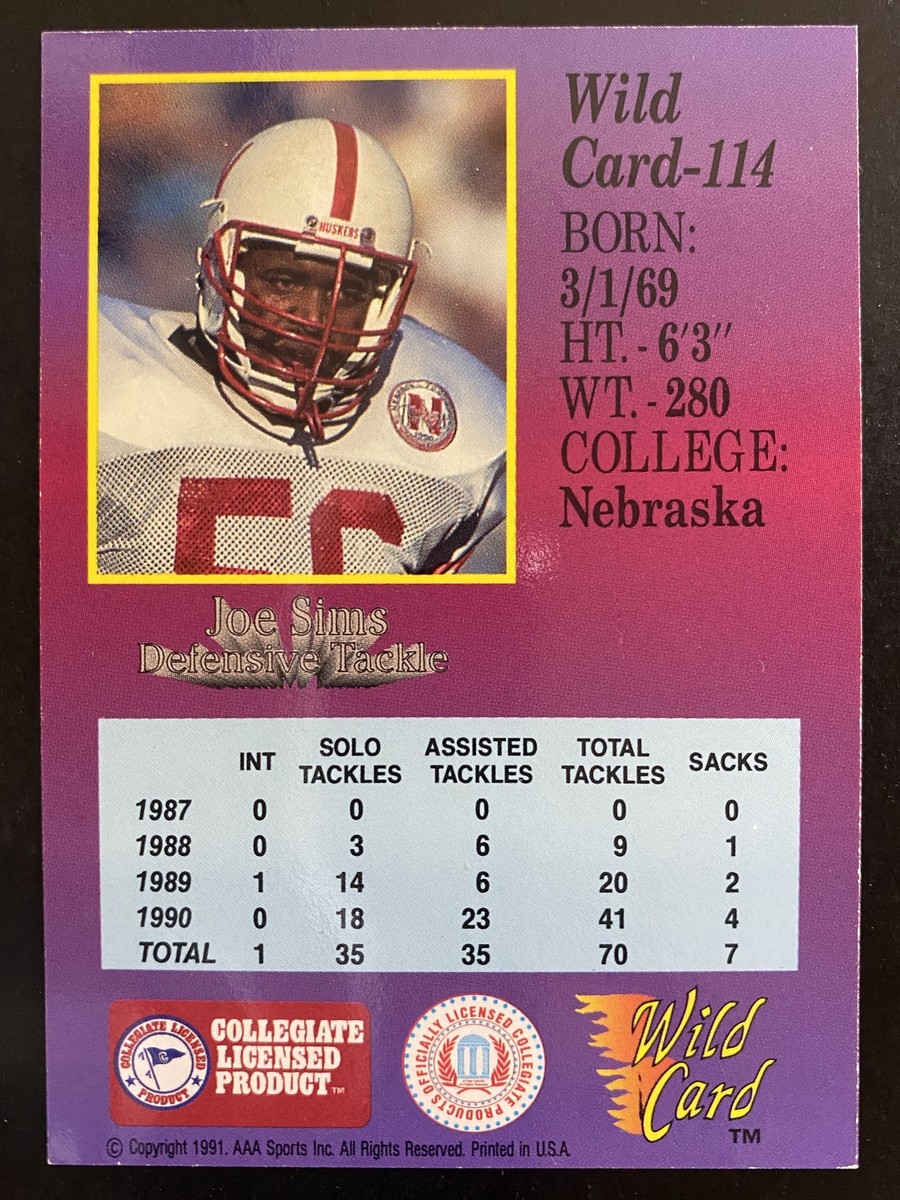 Wild
Card-114
BORN:
3/1/69
HT. - 6'3"
WT. - 280
COLLEGE:
Nebraska
HUSKERS
N
56
Joe Sims
Defensive Tackle
INT SOLO TACKLES ASSISTED TACKLES TOTAL TACKLES SACKS
1987 0 0 0 0 0
1988 0 3 6 9 1
1989 1 14 6 20 2
1990 0 18 23 41 4
TOTAL 1 35 35 70 7
COLLEGIATE LICENSED PRODUCT
COLLEGIATE
LICENSED
PRODUCT™
OFFICIALLY LICENSED COLLEGIATE PRODUCTS
Wild
Card
TM
© Copyright 1991. AAA Sports Inc. All Rights Reserved. Printed in U.S.A.